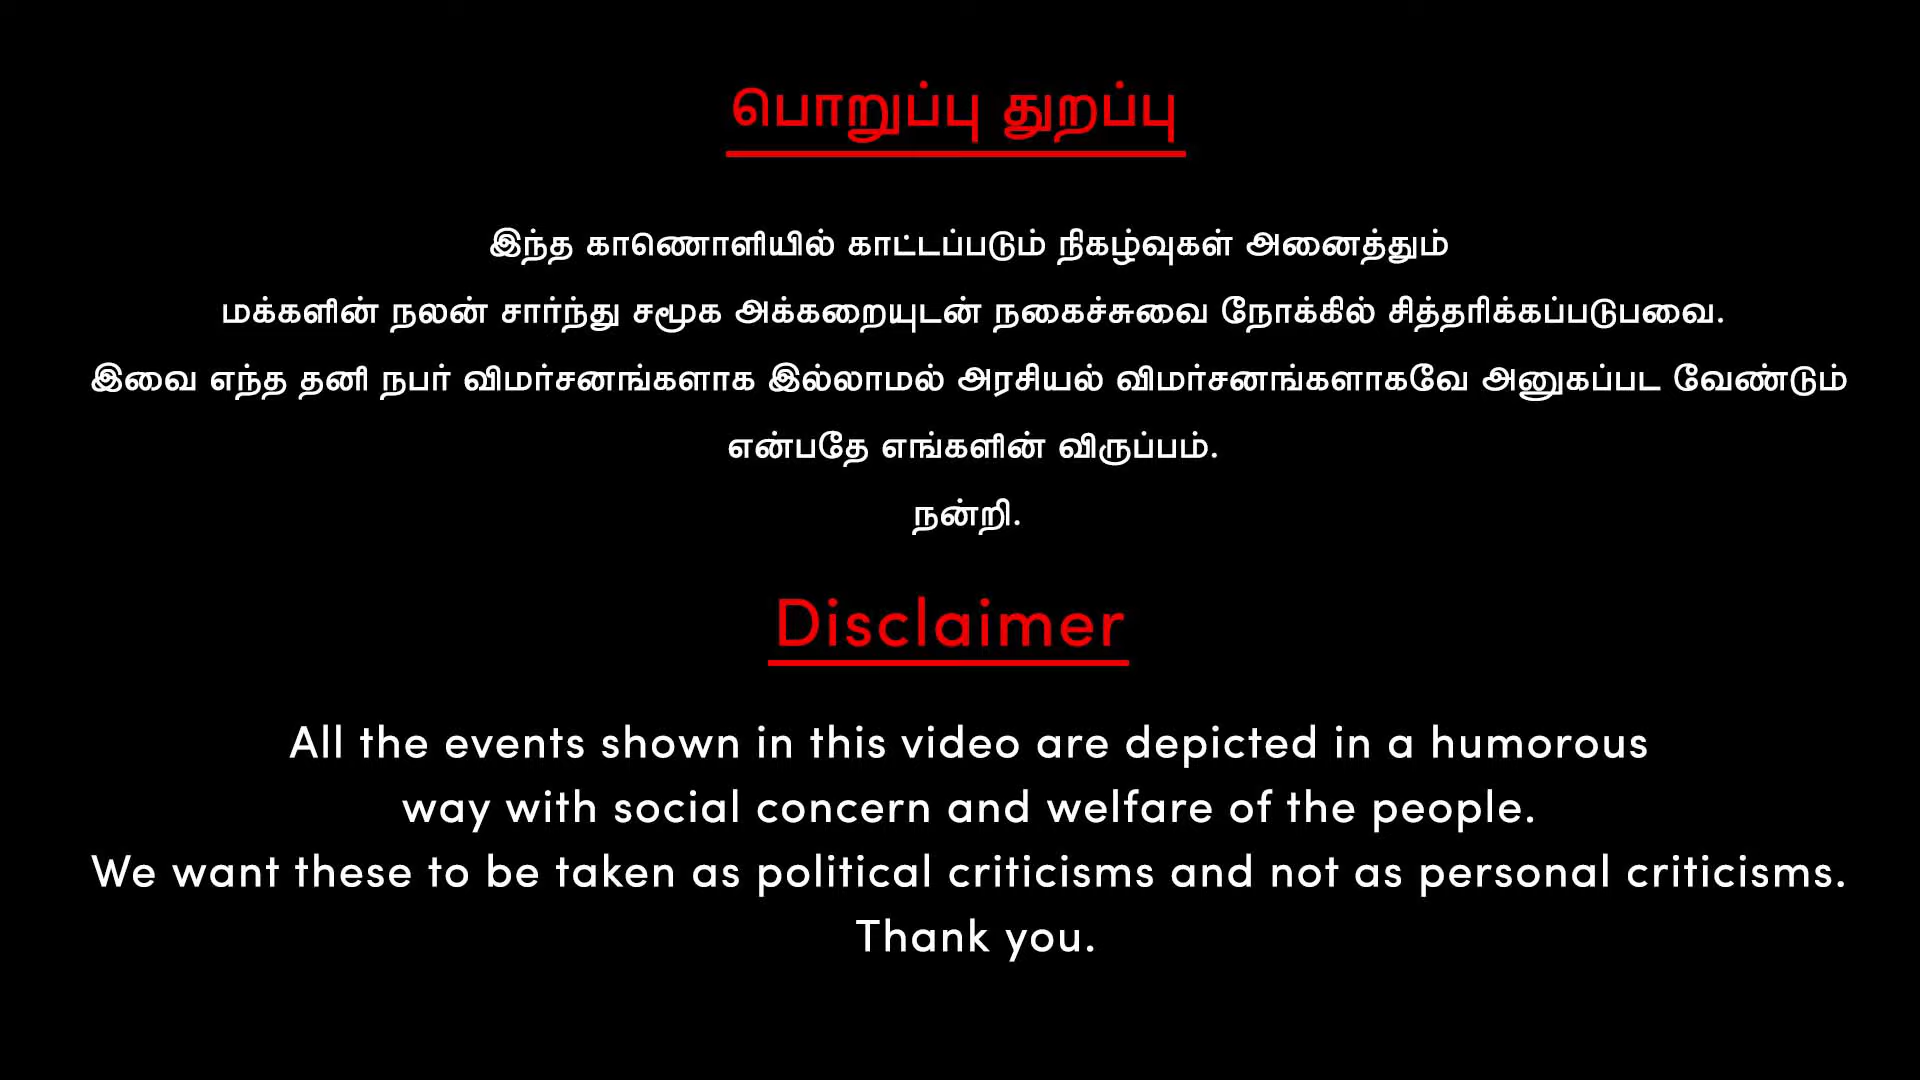 பொறுப்பு துறப்பு
இந்த காணொளியில் காட்டப்படும் நிகழ்வுகள் அனைத்தும்
மக்களின் நலன் சார்ந்து சமூக அக்கறையுடன் நகைச்சுவை நோக்கில் சித்தரிக்கப்படுபவை.
இவை எந்த தனி நபர் விமர்சனங்களாக இல்லாமல் அரசியல் விமர்சனங்களாகவே அனுகப்பட வேண்டும்
என்பதே எங்களின் விருப்பம்.
நன்றி.
Disclaimer
All the events shown in this video are depicted in a humorous
way with social concern and welfare of the people.
We want these to be taken as political criticisms and not as personal criticisms.
Thank you.